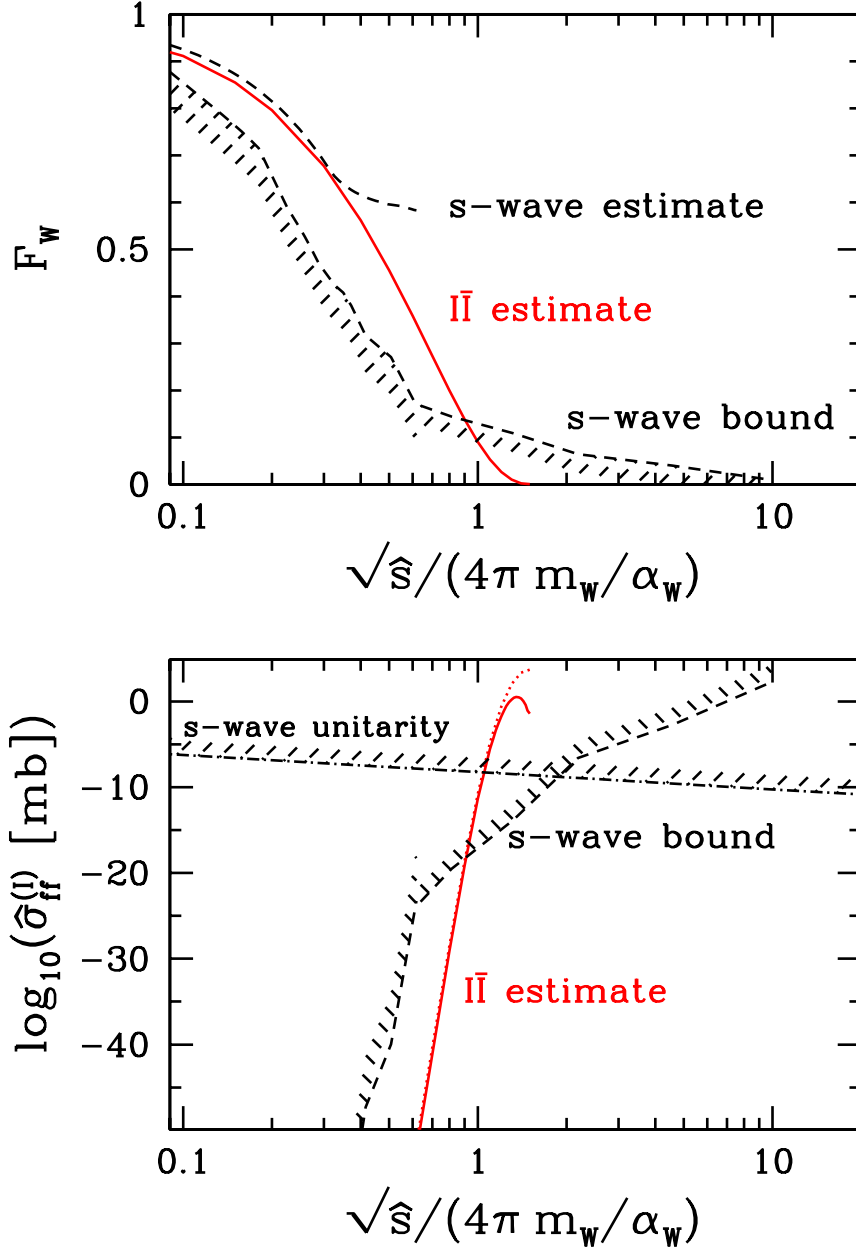 1
s−wave estimate
F_W
0.5
IĪ estimate
s−wave bound
0
0.1 1 10
√ŝ/(4π m_W/α_W)
0
s−wave unitarity
−10
s−wave bound
−20
log₁₀(σ̂_ff^(I) [mb])
−30
IĪ estimate
−40
0.1 1 10
√ŝ/(4π m_W/α_W)